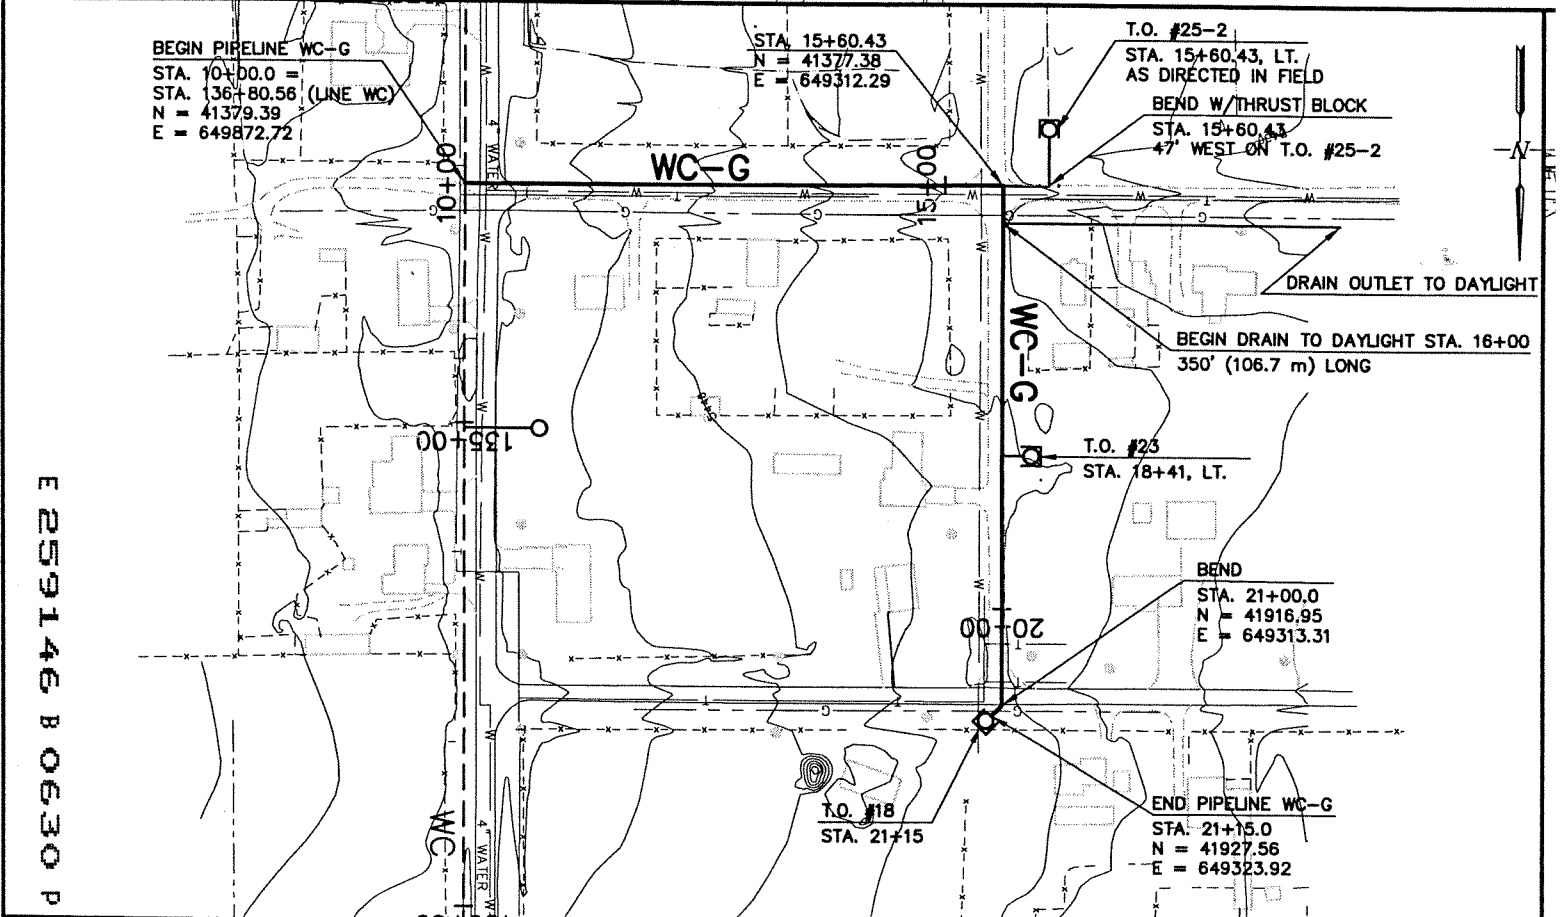 BEGIN PIPELINE WC-G
STA. 10+00.0 =
STA. 136+80.56 (LINE WC)
N = 41379.39
E = 649872.72
STA. 15+60.43
N = 41377.38
E = 649312.29
T.O. #25-2
STA. 15+60.43, LT.
AS DIRECTED IN FIELD
BEND W/THRUST BLOCK
STA. 15+60.43
47' WEST ON T.O. #25-2
N
4" WATER
WC-G
10+00
15+00
W
T
W
W
T
W
G
G
G
G
DRAIN OUTLET TO DAYLIGHT
BEGIN DRAIN TO DAYLIGHT STA. 16+00
350' (106.7 m) LONG
WC-G
135+00
T.O. #23
STA. 18+41, LT.
BEND
STA. 21+00.0
N = 41916.95
E = 649313.31
20+00
T
G
T
G
T.O. #18
STA. 21+15
END PIPELINE WC-G
STA. 21+15.0
N = 41927.56
E = 649323.92
WC
4" WATER